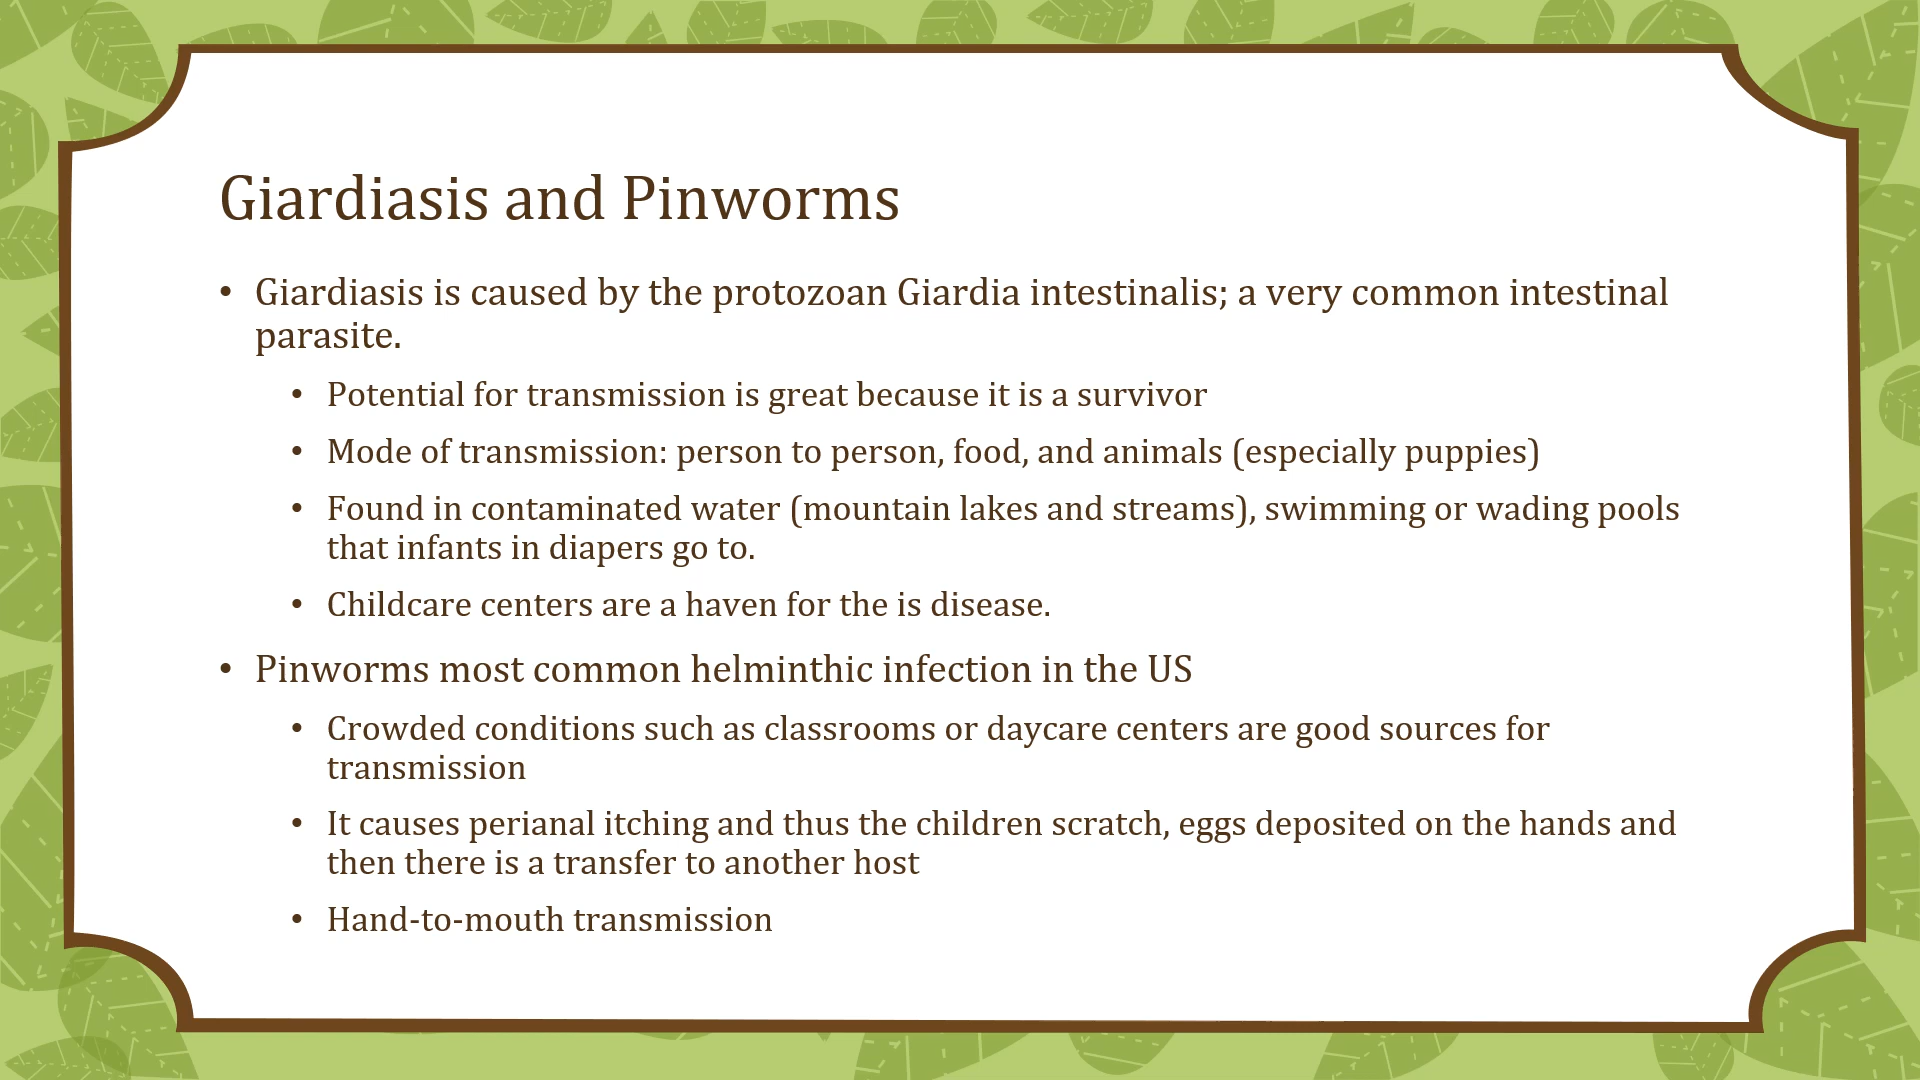 Giardiasis and Pinworms
• Giardiasis is caused by the protozoan Giardia intestinalis; a very common intestinal
parasite.
• Potential for transmission is great because it is a survivor
• Mode of transmission: person to person, food, and animals (especially puppies)
• Found in contaminated water (mountain lakes and streams), swimming or wading pools
that infants in diapers go to.
• Childcare centers are a haven for the is disease.
• Pinworms most common helminthic infection in the US
• Crowded conditions such as classrooms or daycare centers are good sources for
transmission
• It causes perianal itching and thus the children scratch, eggs deposited on the hands and
then there is a transfer to another host
• Hand-to-mouth transmission